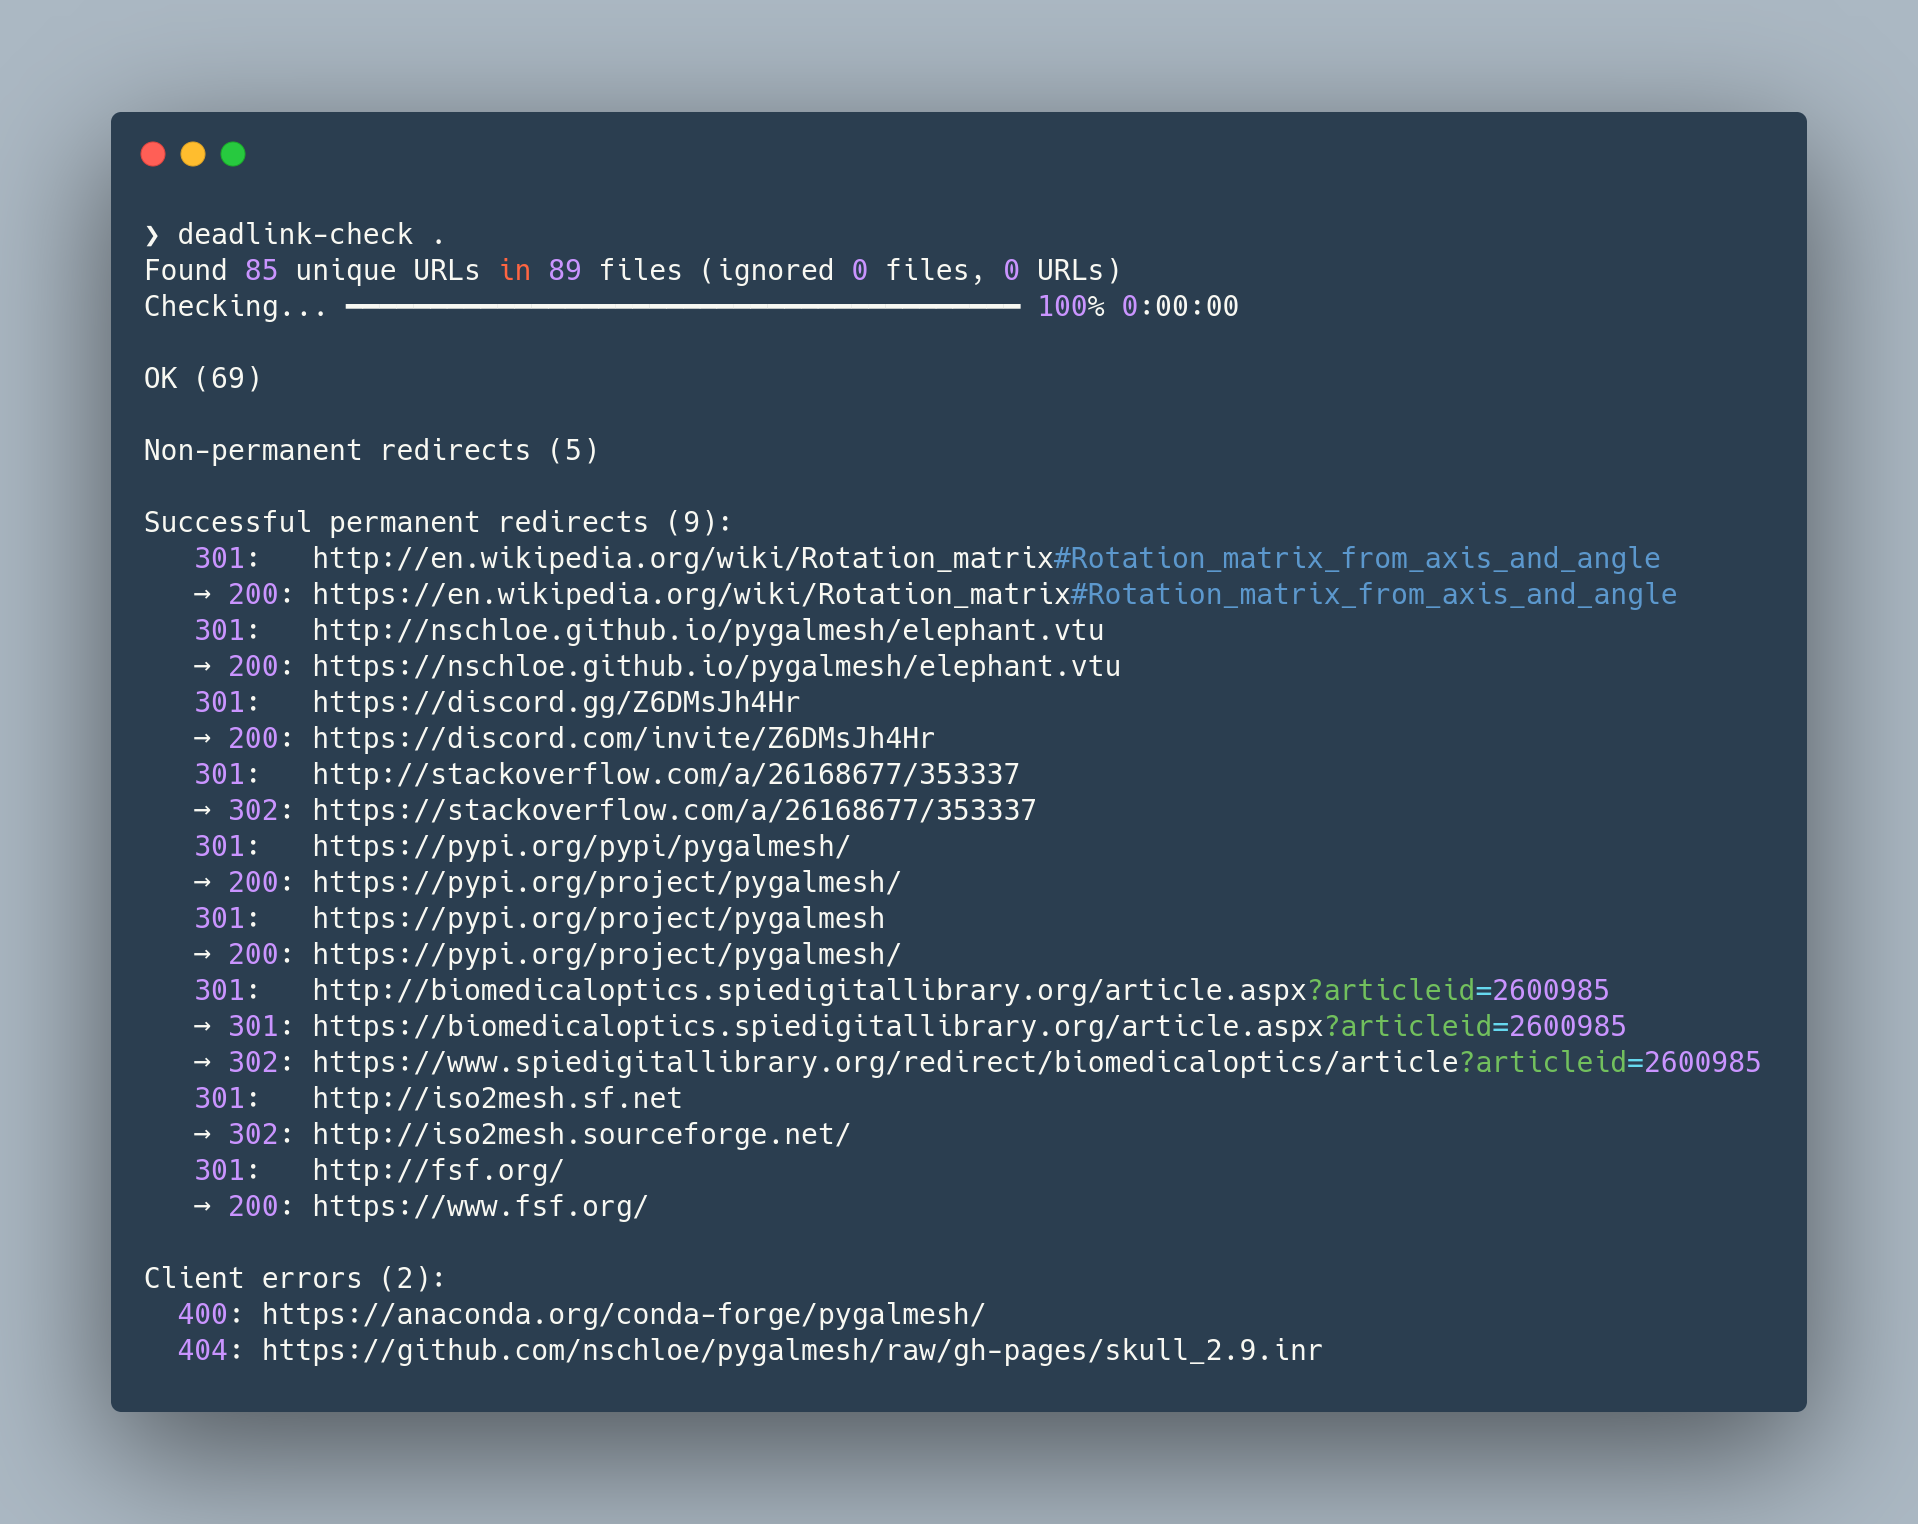 ❯ deadlink-check .
Found 85 unique URLs in 89 files (ignored 0 files, 0 URLs)
Checking... ━━━━━━━━━━━━━━━━━━━━━━━━━━━━━━━━━━━━━━━━ 100% 0:00:00
OK (69)
Non-permanent redirects (5)
Successful permanent redirects (9):
301: http://en.wikipedia.org/wiki/Rotation_matrix#Rotation_matrix_from_axis_and_angle
→ 200: https://en.wikipedia.org/wiki/Rotation_matrix#Rotation_matrix_from_axis_and_angle
301: http://nschloe.github.io/pygalmesh/elephant.vtu
→ 200: https://nschloe.github.io/pygalmesh/elephant.vtu
301: https://discord.gg/Z6DMsJh4Hr
→ 200: https://discord.com/invite/Z6DMsJh4Hr
301: http://stackoverflow.com/a/26168677/353337
→ 302: https://stackoverflow.com/a/26168677/353337
301: https://pypi.org/pypi/pygalmesh/
→ 200: https://pypi.org/project/pygalmesh/
301: https://pypi.org/project/pygalmesh
→ 200: https://pypi.org/project/pygalmesh/
301: http://biomedicaloptics.spiedigitallibrary.org/article.aspx?articleid=2600985
→ 301: https://biomedicaloptics.spiedigitallibrary.org/article.aspx?articleid=2600985
→ 302: https://www.spiedigitallibrary.org/redirect/biomedicaloptics/article?articleid=2600985
301: http://iso2mesh.sf.net
→ 302: http://iso2mesh.sourceforge.net/
301: http://fsf.org/
→ 200: https://www.fsf.org/
Client errors (2):
400: https://anaconda.org/conda-forge/pygalmesh/
404: https://github.com/nschloe/pygalmesh/raw/gh-pages/skull_2.9.inr